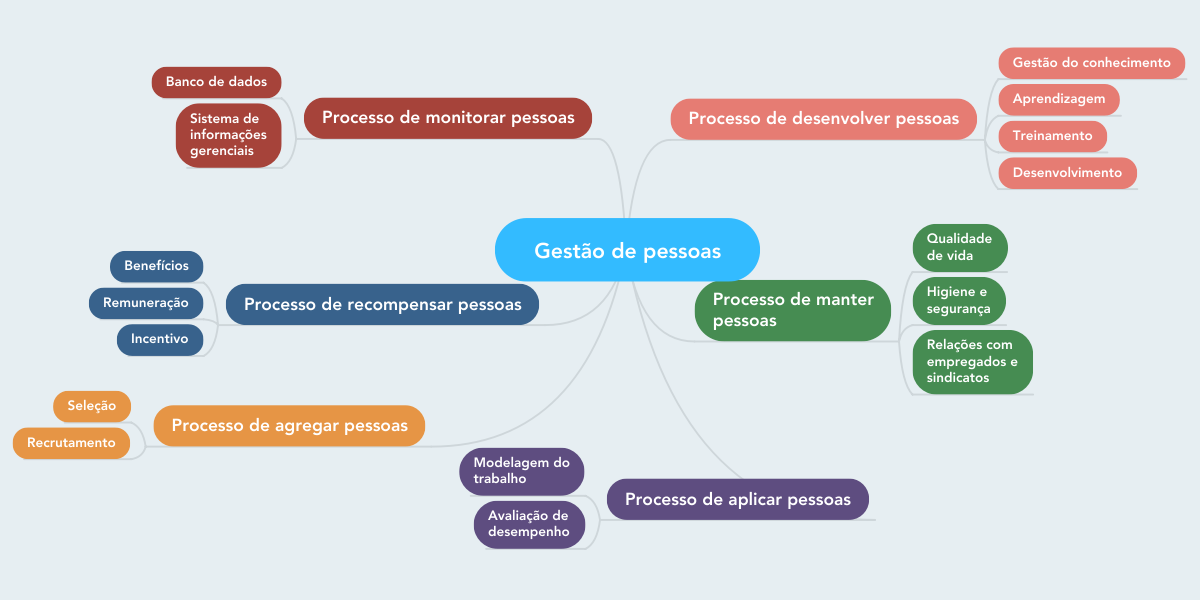 Gestão de pessoas
Processo de monitorar pessoas
Banco de dados
Sistema de
informações
gerenciais
Processo de desenvolver pessoas
Gestão do conhecimento
Aprendizagem
Treinamento
Desenvolvimento
Processo de recompensar pessoas
Benefícios
Remuneração
Incentivo
Processo de manter
pessoas
Qualidade
de vida
Higiene e
segurança
Relações com
empregados e
sindicatos
Processo de agregar pessoas
Seleção
Recrutamento
Processo de aplicar pessoas
Modelagem do
trabalho
Avaliação de
desempenho